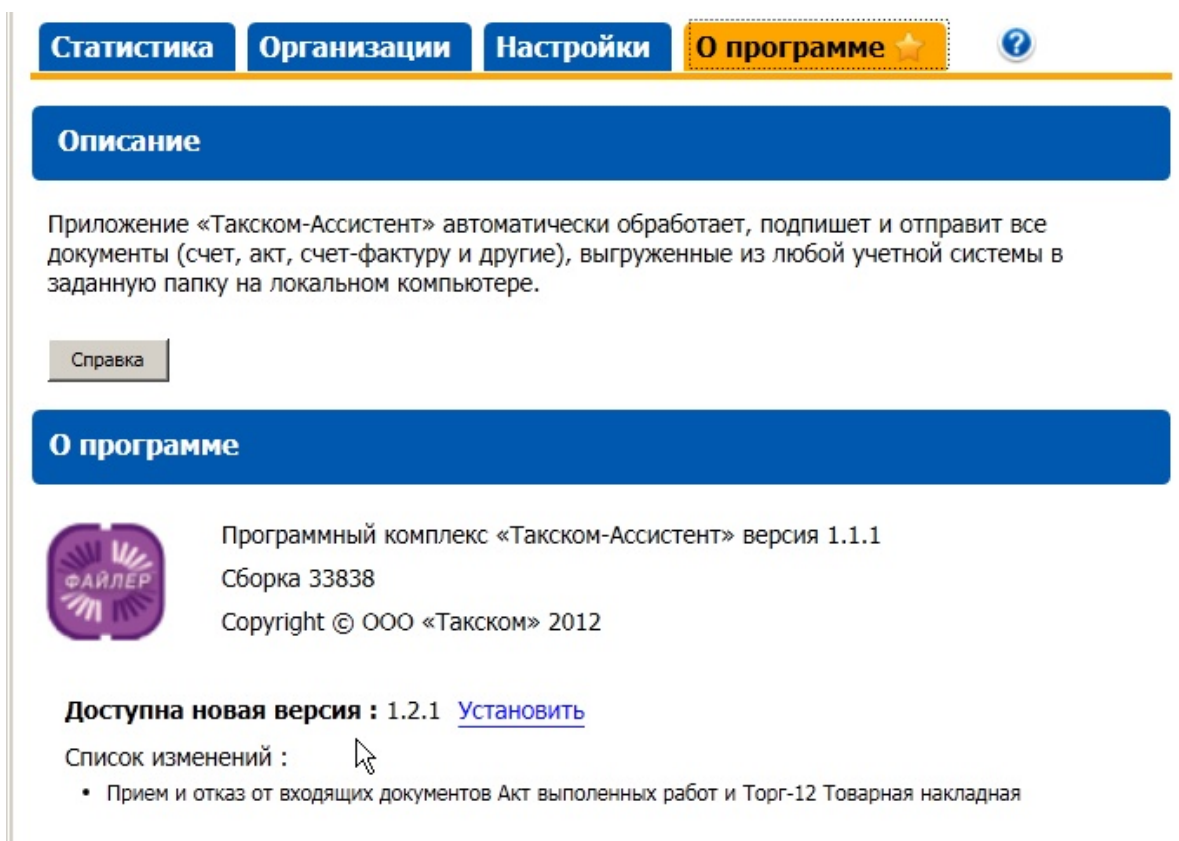 Статистика Организации Настройки О программе ?
Описание
Приложение «Такском-Ассистент» автоматически обработает, подпишет и отправит все
документы (счет, акт, счет-фактуру и другие), выгруженные из любой учетной системы в
заданную папку на локальном компьютере.
Справка
О программе
ФАЙЛЕР
Программный комплекс «Такском-Ассистент» версия 1.1.1
Сборка 33838
Copyright © ООО «Такском» 2012
Доступна новая версия : 1.2.1 Установить
Список изменений :
• Прием и отказ от входящих документов Акт выполенных работ и Торг-12 Товарная накладная